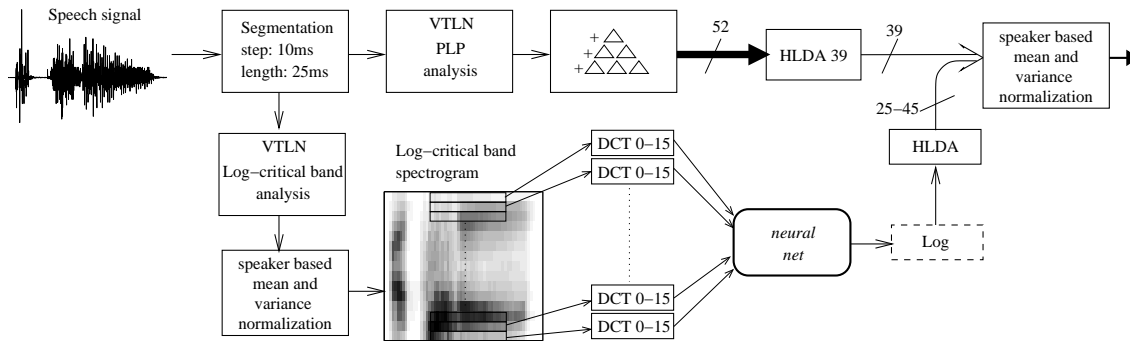 Speech signal
Segmentation
step: 10ms
length: 25ms
VTLN
PLP
analysis
+
+
52
HLDA 39
39
speaker based
mean and
variance
normalization
25−45
HLDA
VTLN
Log−critical band
analysis
Log−critical band
spectrogram
DCT 0−15
DCT 0−15
neural
net
Log
speaker based
mean and
variance
normalization
DCT 0−15
DCT 0−15